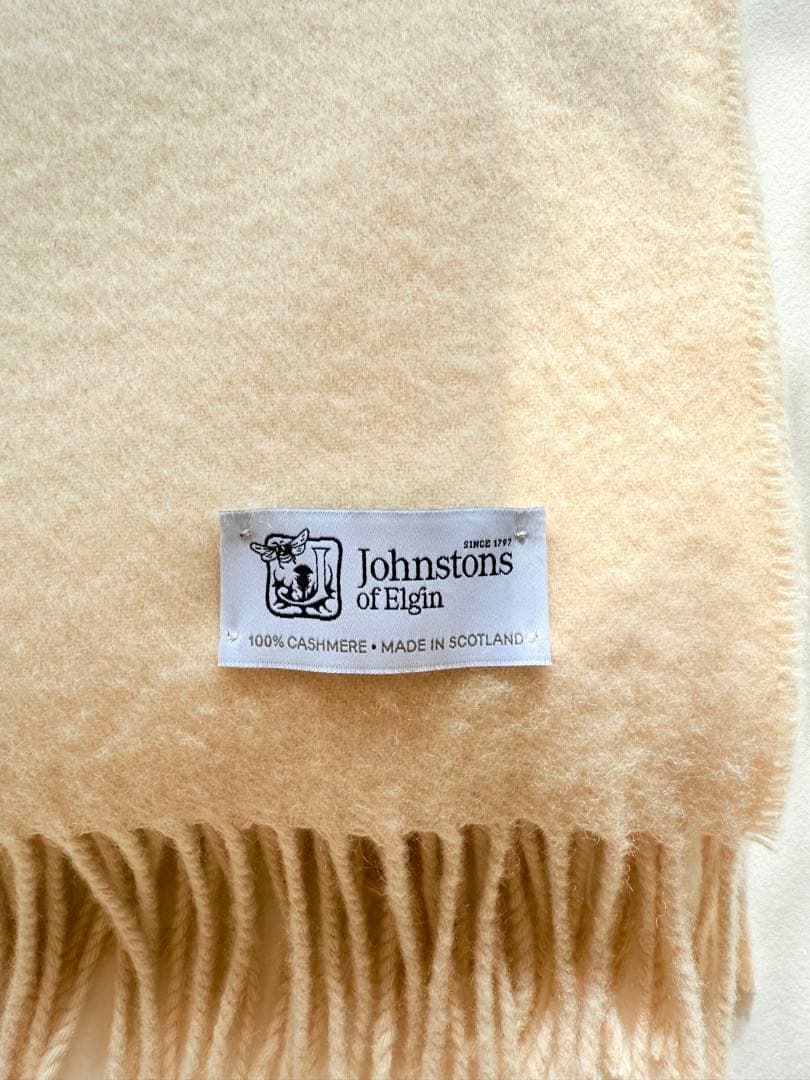 SINCE 1797
Johnstons
of Elgin
100% CASHMERE • MADE IN SCOTLAND